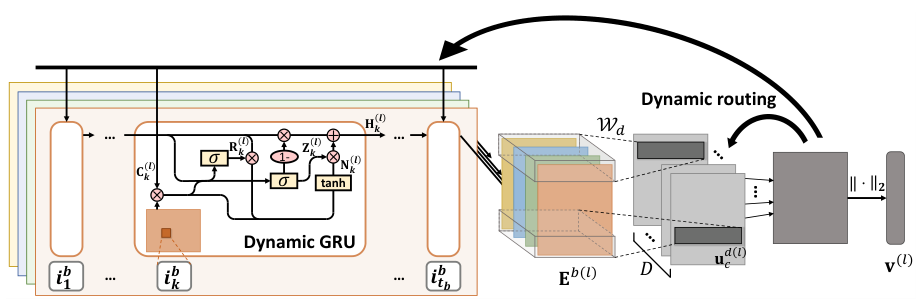 Dynamic routing
H_k^{(l)}
...
...
R_k^{(l)}
Z_k^{(l)}
N_k^{(l)}
C_k^{(l)}
σ
1-
σ
tanh
Dynamic GRU
i_1^b
...
i_k^b
...
i_{t_b}^b
𝒲_d
...
...
‖ · ‖_2
...
D
u_c^{d(l)}
E^{b(l)}
v^{(l)}